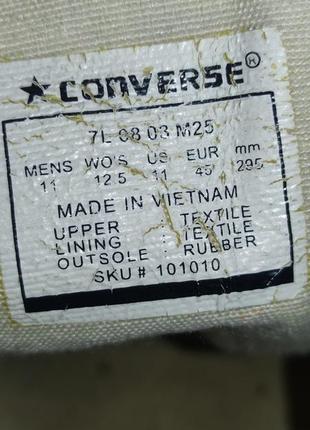 ★CONVERSE®
7L 08 03 M25
MENS WO'S US EUR mm
11 12.5 11 45 295
MADE IN VIETNAM
UPPER : TEXTILE
LINING : TEXTILE
OUTSOLE : RUBBER
SKU # 101010